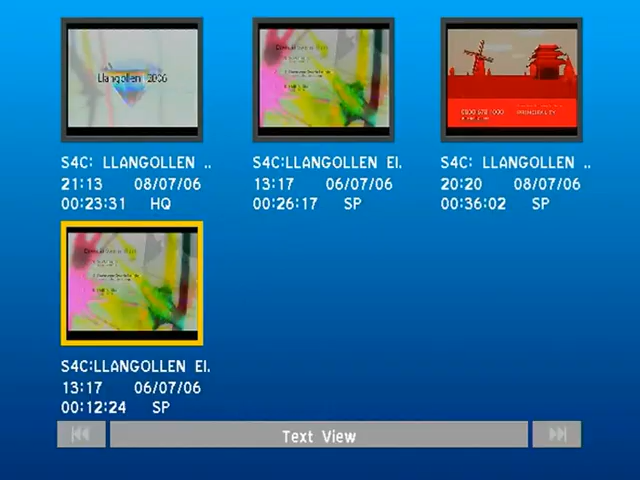 Llangollen 2006
S4C: LLANGOLLEN ..
21:13 08/07/06
00:23:31 HQ
S4C:LLANGOLLEN EI.
13:17 06/07/06
00:26:17 SP
S4C: LLANGOLLEN ..
20:20 08/07/06
00:36:02 SP
S4C:LLANGOLLEN EI.
13:17 06/07/06
00:12:24 SP
Text View